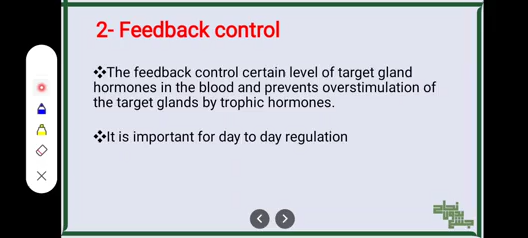 2- Feedback control
❖The feedback control certain level of target gland
hormones in the blood and prevents overstimulation of
the target glands by trophic hormones.
❖It is important for day to day regulation